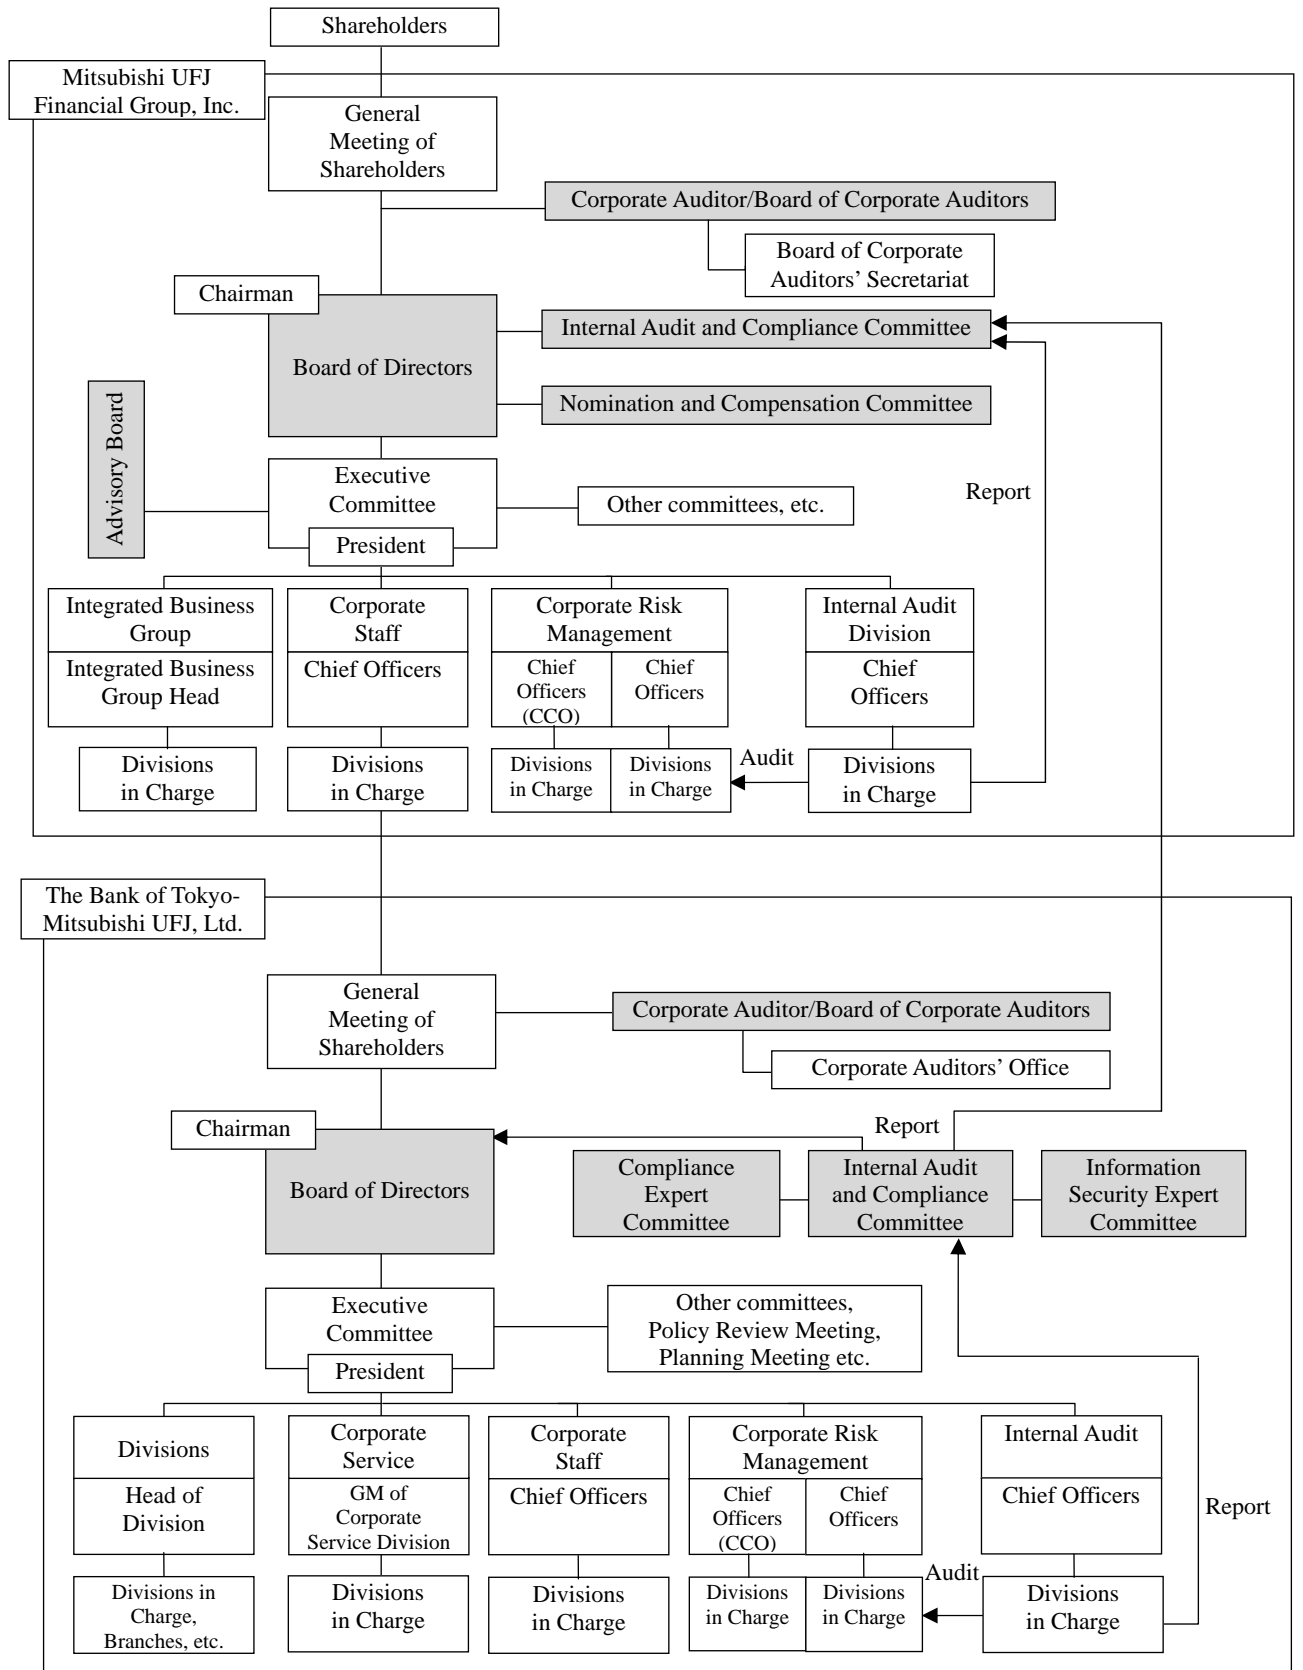 Shareholders
Mitsubishi UFJ
Financial Group, Inc.
General
Meeting of
Shareholders
Corporate Auditor/Board of Corporate Auditors
Board of Corporate
Auditors’ Secretariat
Chairman
Board of Directors
Internal Audit and Compliance Committee
Nomination and Compensation Committee
Advisory Board
Executive
Committee
Other committees, etc.
Report
President
Integrated Business
Group
Integrated Business
Group Head
Divisions
in Charge
Corporate
Staff
Chief Officers
Divisions
in Charge
Corporate Risk
Management
Chief
Officers
(CCO)
Chief
Officers
Divisions
in Charge
Divisions
in Charge
Audit
Internal Audit
Division
Chief
Officers
Divisions
in Charge
The Bank of Tokyo-
Mitsubishi UFJ, Ltd.
General
Meeting of
Shareholders
Corporate Auditor/Board of Corporate Auditors
Corporate Auditors’ Office
Chairman
Board of Directors
Report
Compliance
Expert
Committee
Internal Audit
and Compliance
Committee
Information
Security Expert
Committee
Executive
Committee
Other committees,
Policy Review Meeting,
Planning Meeting etc.
President
Divisions
Head of
Division
Divisions in
Charge,
Branches, etc.
Corporate
Service
GM of
Corporate
Service Division
Divisions
in Charge
Corporate
Staff
Chief Officers
Divisions
in Charge
Corporate Risk
Management
Chief
Officers
(CCO)
Chief
Officers
Divisions
in Charge
Divisions
in Charge
Audit
Internal Audit
Chief Officers
Divisions
in Charge
Report